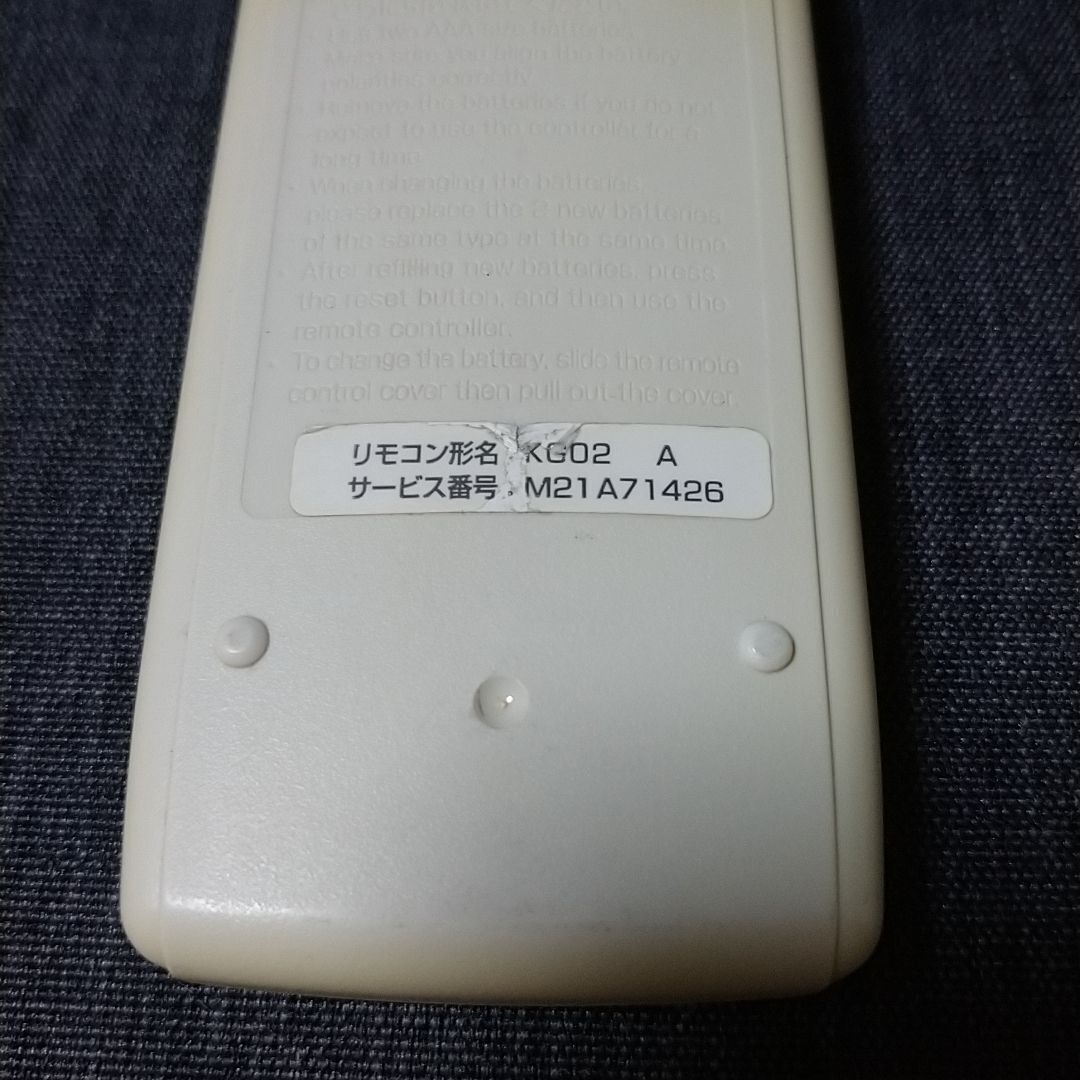 • Use two AAA size batteries.
Make sure you align the battery
polarities correctly.
• Remove the batteries if you do not
expect to use the controller for a
long time.
• When changing the batteries,
please replace the 2 new batteries
of the same type at the same time.
• After refilling new batteries, press
the reset button, and then use the
remote controller.
• To change the battery, slide the remote
control cover then pull out-the cover.
リモコン形名：KG02 A
サービス番号：M21A71426